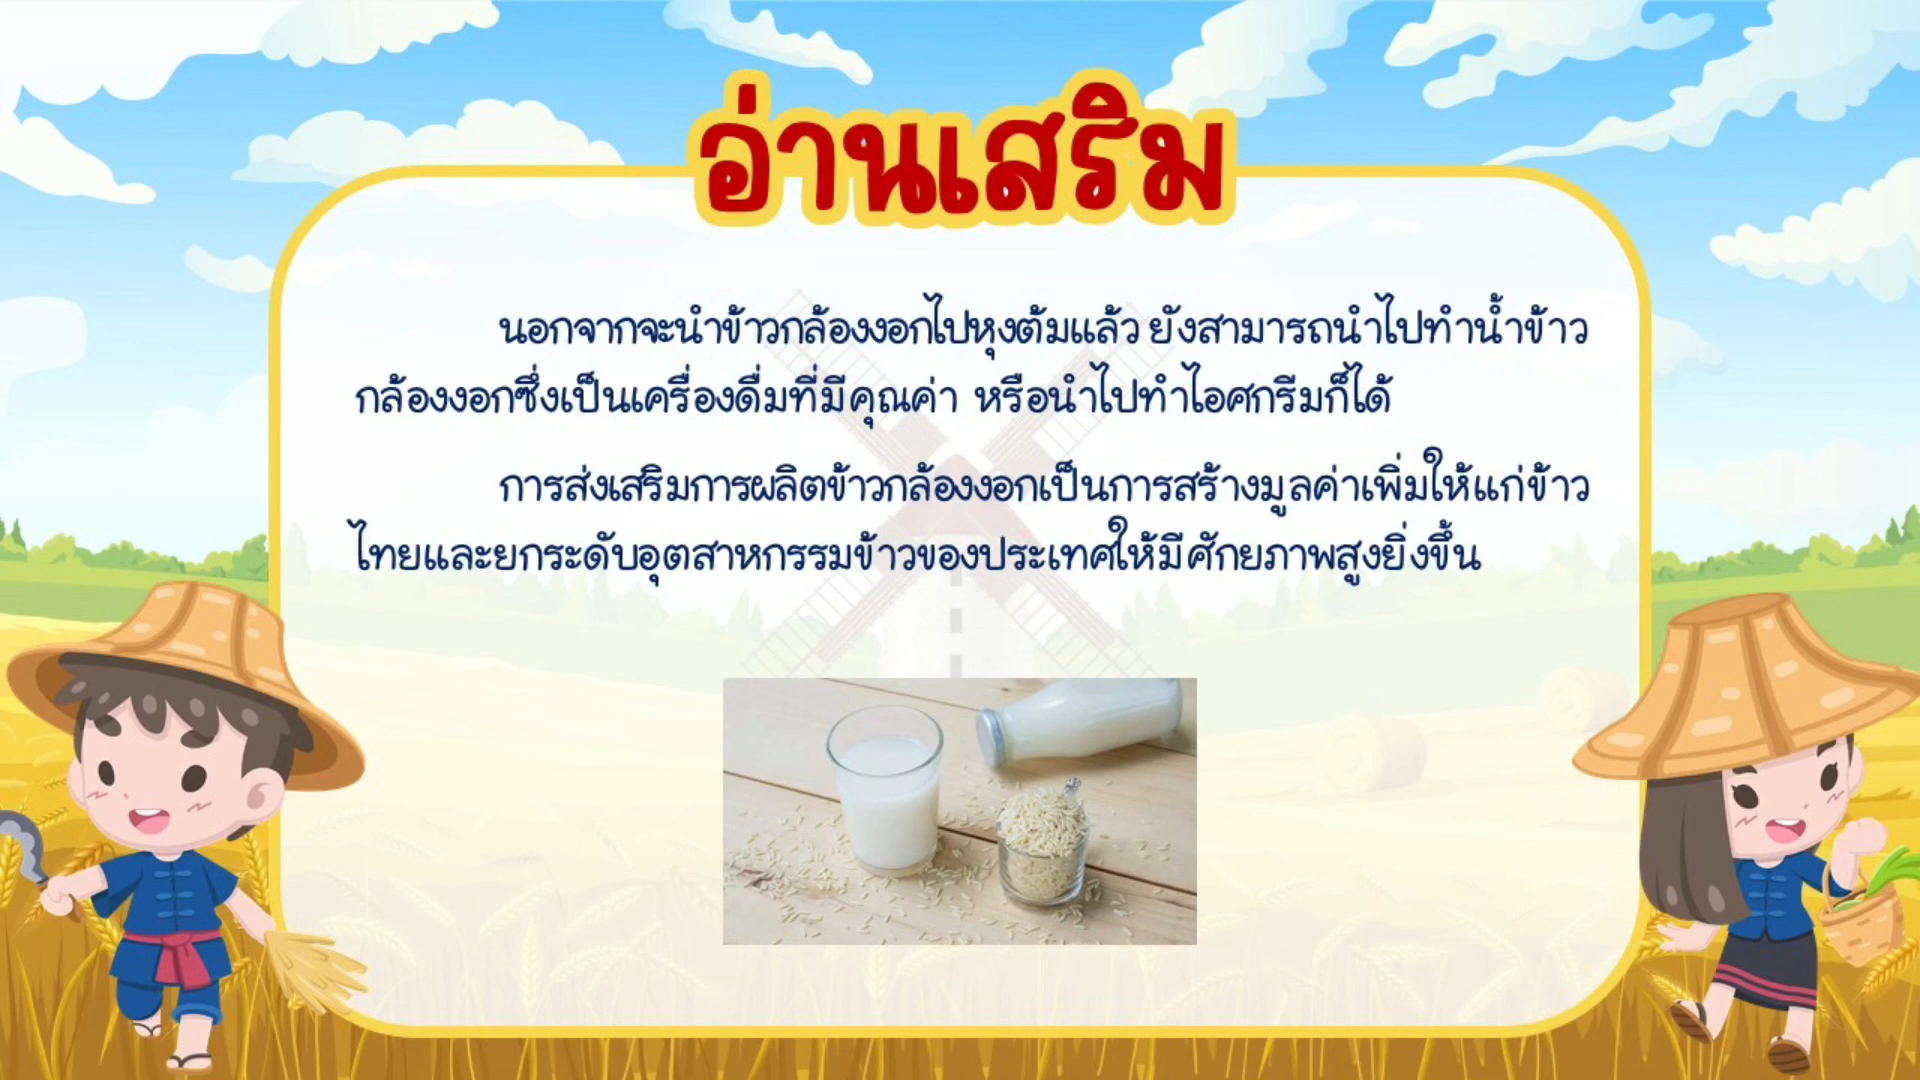 อ่านเสริม
นอกจากจะนำข้าวกล้องงอกไปหุงต้มแล้ว ยังสามารถนำไปทำน้ำข้าว
กล้องงอกซึ่งเป็นเครื่องดื่มที่มีคุณค่า หรือนำไปทำไอศกรีมก็ได้
การส่งเสริมการผลิตข้าวกล้องงอกเป็นการสร้างมูลค่าเพิ่มให้แก่ข้าว
ไทยและยกระดับอุตสาหกรรมข้าวของประเทศให้มีศักยภาพสูงยิ่งขึ้น